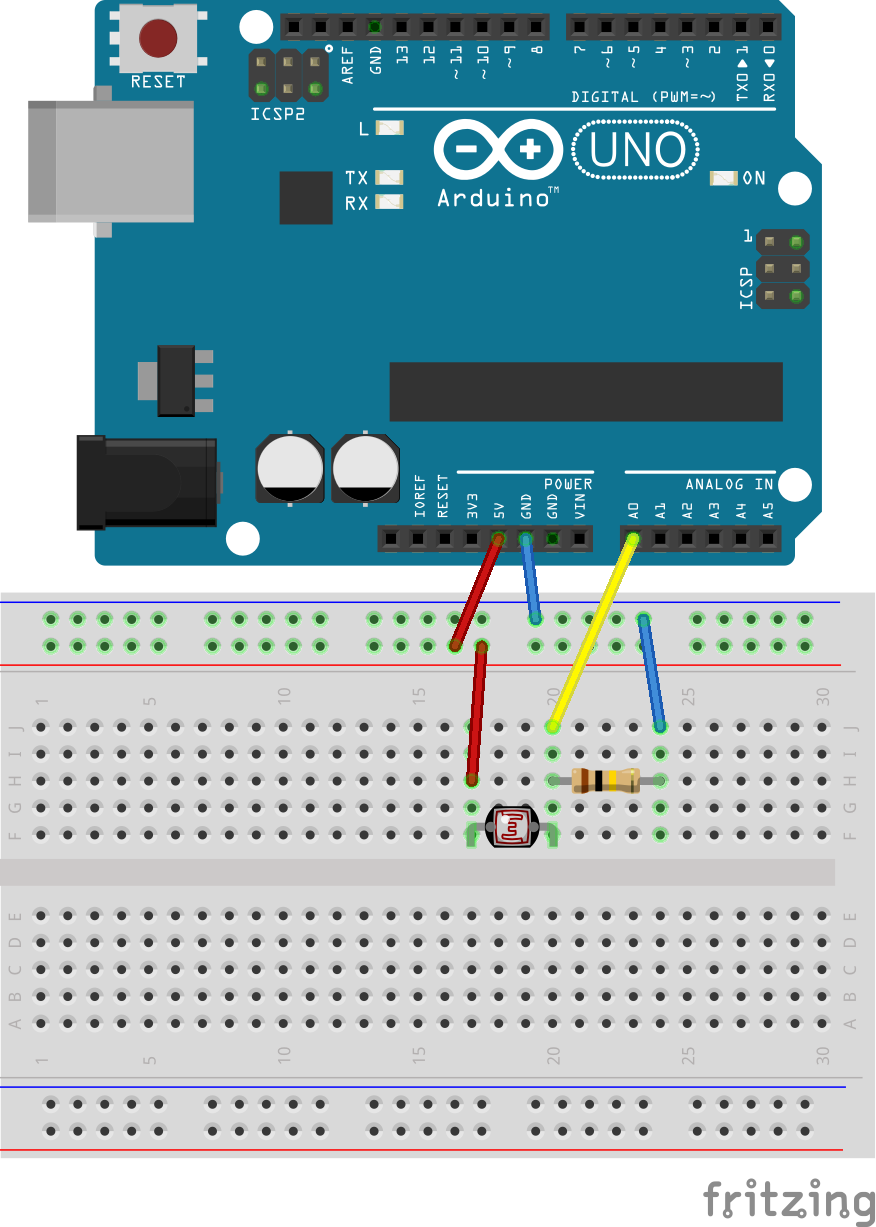 RESET
ICSP2
AREF
GND
13
12
~11
~10
~9
8
7
~6
~5
4
~3
2
TX0▶1
RX0◀0
DIGITAL (PWM=~)
L
TX
RX
Arduino™
UNO
ON
1
ICSP
POWER
ANALOG IN
IOREF
RESET
3V3
5V
GND
GND
VIN
A0
A1
A2
A3
A4
A5
1 5 10 15 20 25 30
J J
I I
H H
G G
F F
E E
D D
C C
B B
A A
1 5 10 15 20 25 30
fritzing